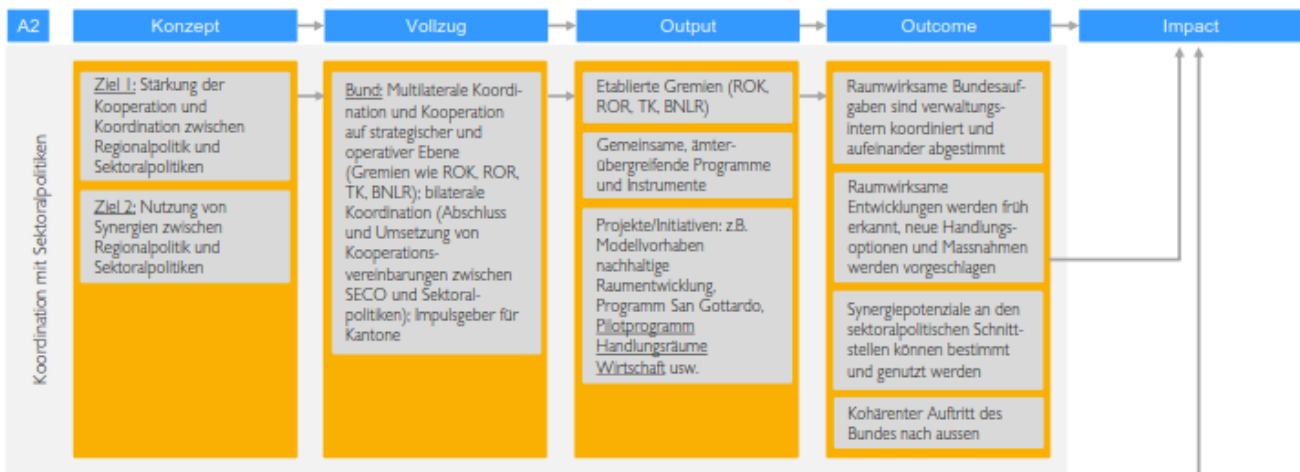 A2
Konzept
Vollzug
Output
Outcome
Impact
Koordination mit Sektoralpolitiken
Ziel 1: Stärkung der
Kooperation und
Koordination zwischen
Regionalpolitik und
Sektoralpolitiken
Ziel 2: Nutzung von
Synergien zwischen
Regionalpolitik und
Sektoralpolitiken
Bund: Multilaterale Koordi-
nation und Kooperation
auf strategischer und
operativer Ebene
(Gremien wie ROK, ROR,
TK, BNLR); bilaterale
Koordination (Abschluss
und Umsetzung von
Kooperations-
vereinbarungen zwischen
SECO und Sektoral-
politiken); Impulsgeber für
Kantone
Etablierte Gremien (ROK,
ROR, TK, BNLR)
Gemeinsame, ämter-
übergreifende Programme
und Instrumente
Projekte/Initiativen: z.B.
Modellvorhaben
nachhaltige
Raumentwicklung,
Programm San Gottardo,
Pilotprogramm
Handlungsräume
Wirtschaft usw.
Raumwirksame Bundesauf-
gaben sind verwaltungs-
intern koordiniert und
aufeinander abgestimmt
Raumwirksame
Entwicklungen werden früh
erkannt, neue Handlungs-
optionen und Massnahmen
werden vorgeschlagen
Synergiepotenziale an den
sektoralpolitischen Schnitt-
stellen können bestimmt
und genutzt werden
Kohärenter Auftritt des
Bundes nach aussen